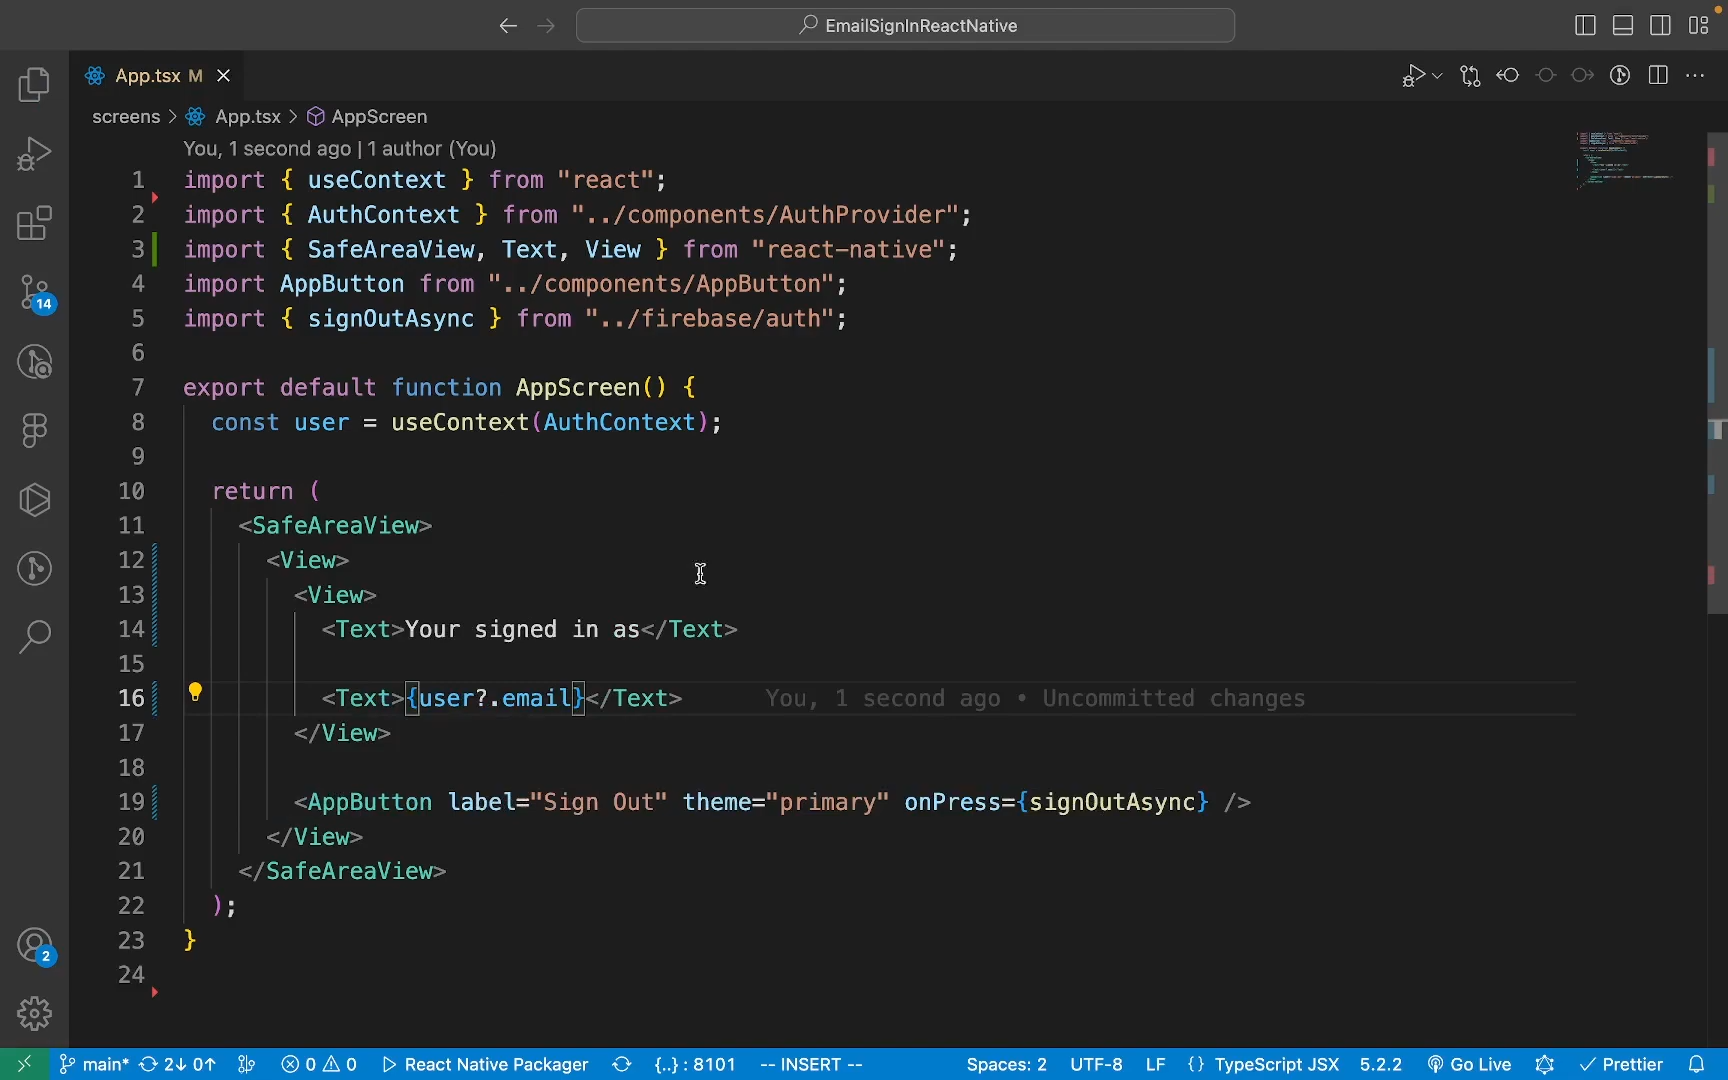 EmailSignInReactNative
App.tsx M
screens > App.tsx > AppScreen
You, 1 second ago | 1 author (You)
1 import { useContext } from "react";
2 import { AuthContext } from "../components/AuthProvider";
3 import { SafeAreaView, Text, View } from "react-native";
4 import AppButton from "../components/AppButton";
5 import { signOutAsync } from "../firebase/auth";
6
7 export default function AppScreen() {
8 const user = useContext(AuthContext);
9
10 return (
11 <SafeAreaView>
12 <View>
13 <View>
14 <Text>Your signed in as</Text>
15
16 <Text>{user?.email}</Text> You, 1 second ago • Uncommitted changes
17 </View>
18
19 <AppButton label="Sign Out" theme="primary" onPress={signOutAsync} />
20 </View>
21 </SafeAreaView>
22 );
23 }
24
14
2
main* 2↓ 0↑ 0 0 React Native Packager {..} : 8101 -- INSERT -- Spaces: 2 UTF-8 LF {} TypeScript JSX 5.2.2 Go Live Prettier